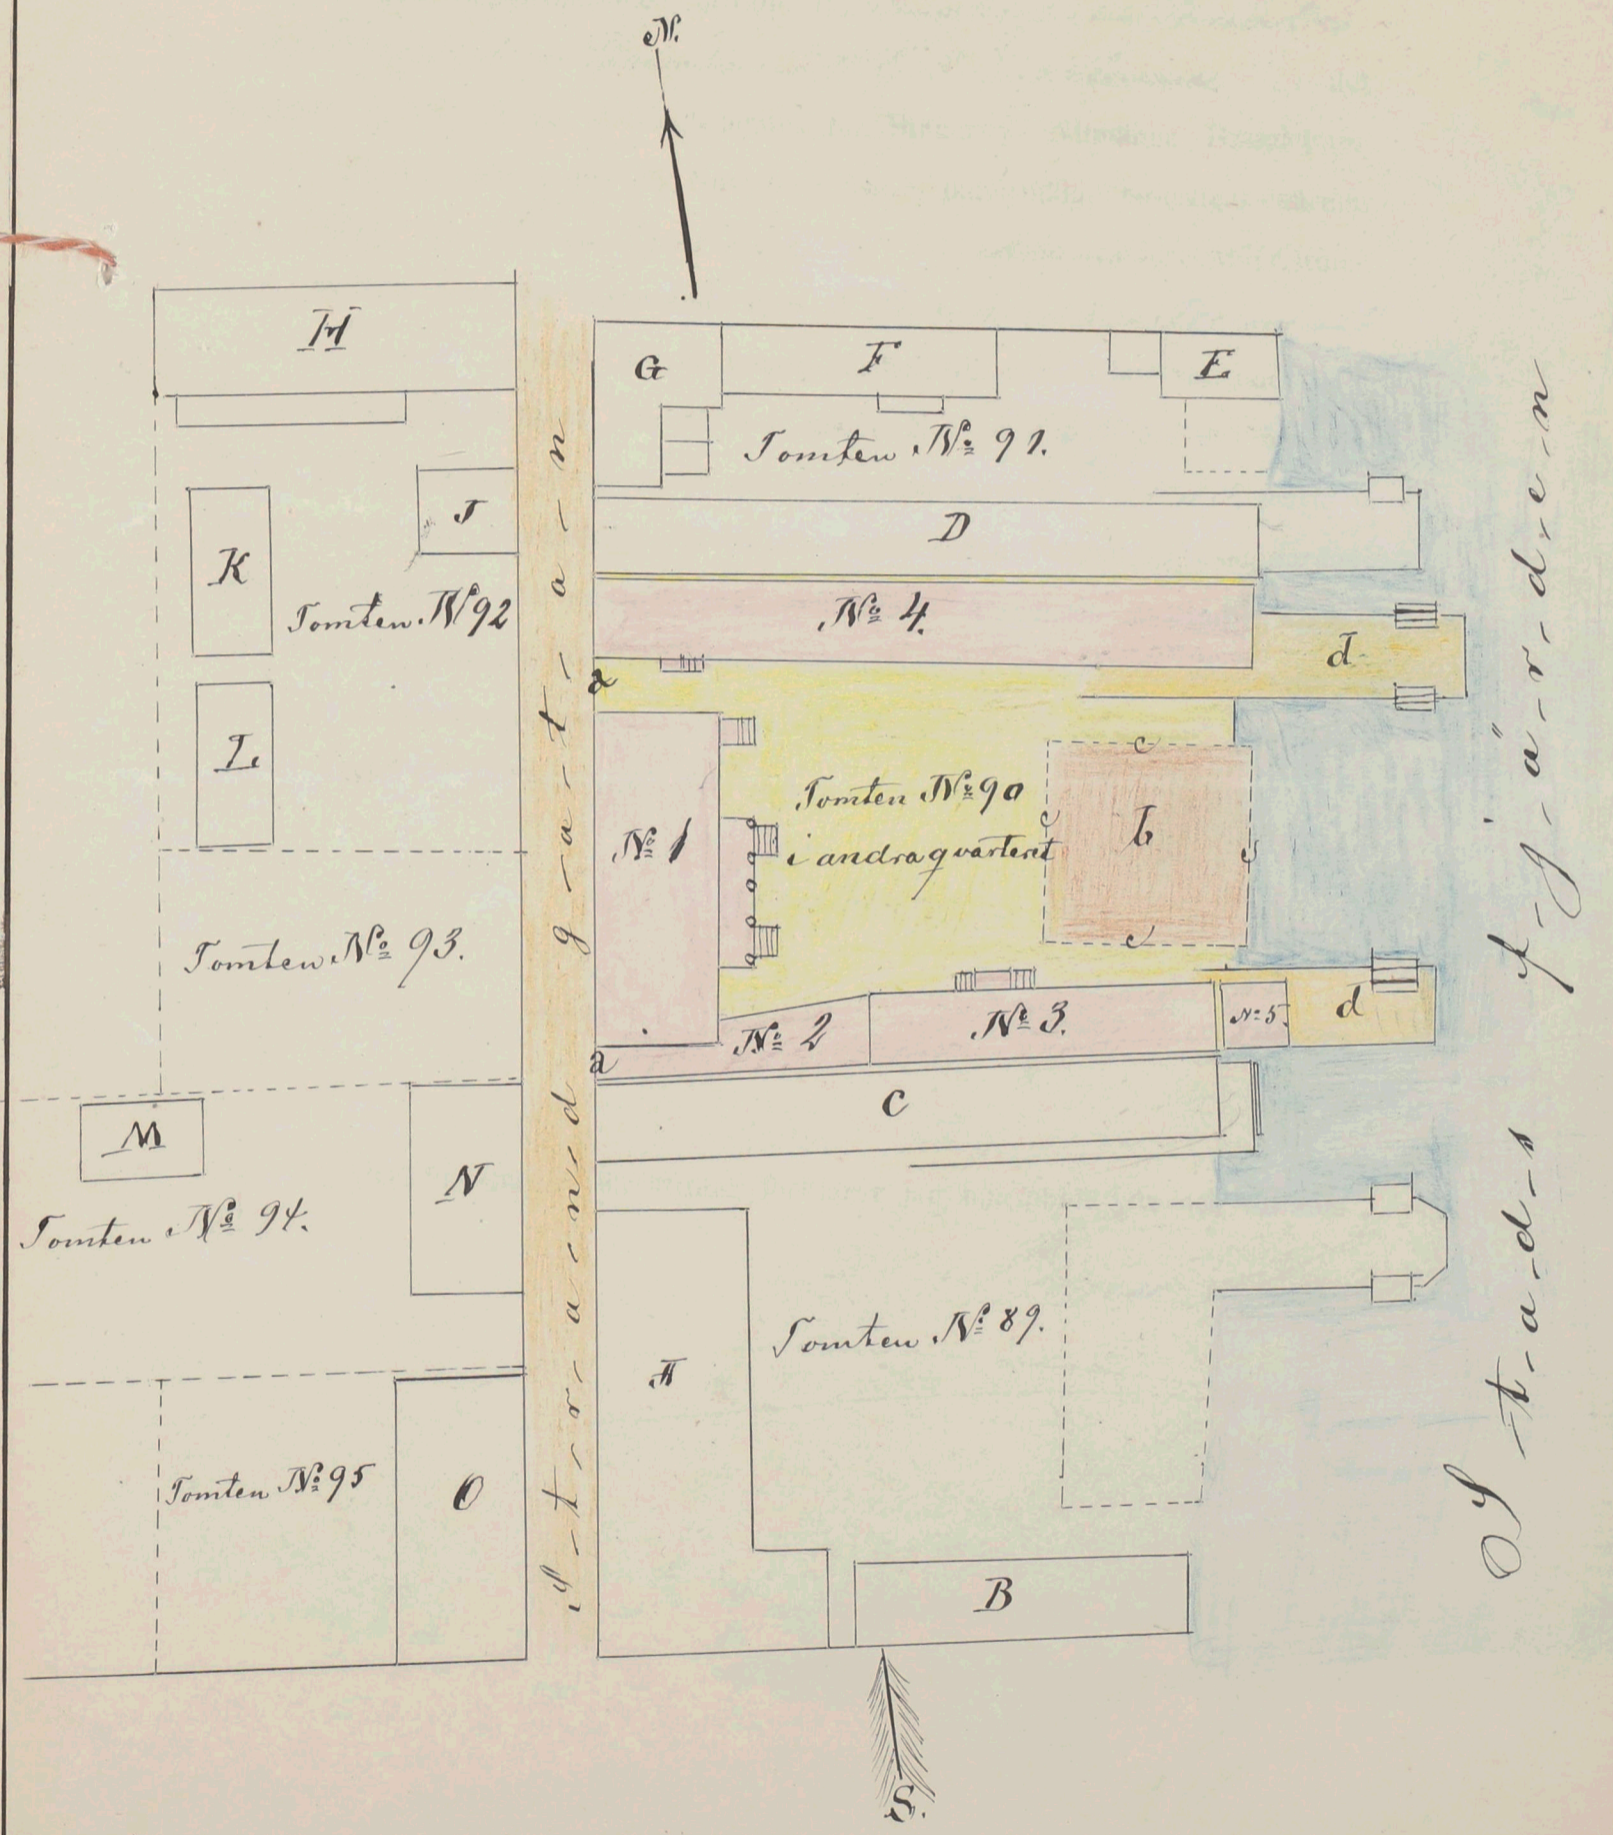 N.
H
G
F
E
Tomten No 91.
J
K
D
Tomten. No 92
No 4.
d
a
L
Tomten No 90
i andra qvarteret
c
c
b
c
c
No 1
Tomten No 93.
No 2
No 3.
No 5.
d
a
C
M
N
Tomten No 94.
Tomten No 89.
A
Tomten No 95
O
B
S.
Strandgatan
Stadsfjärden